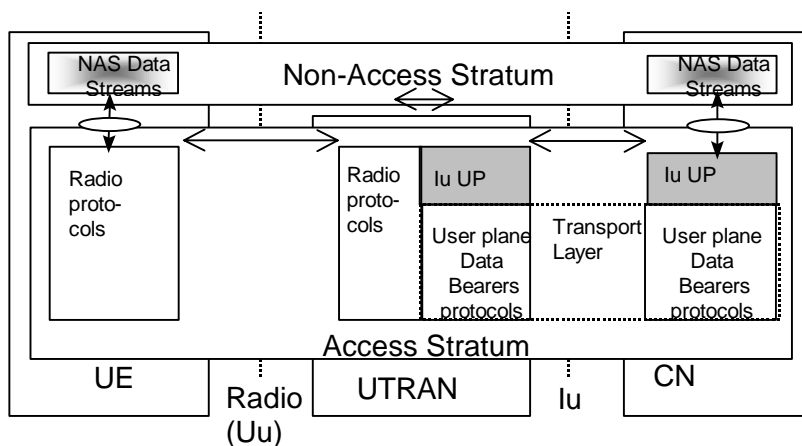 NAS Data
Streams
Non-Access Stratum
NAS Data
Streams
Radio
proto-
cols
Radio
proto-
cols
Iu UP
User plane
Data
Bearers
protocols
Transport
Layer
Iu UP
User plane
Data
Bearers
protocols
Access Stratum
UE
Radio
(Uu)
UTRAN
Iu
CN